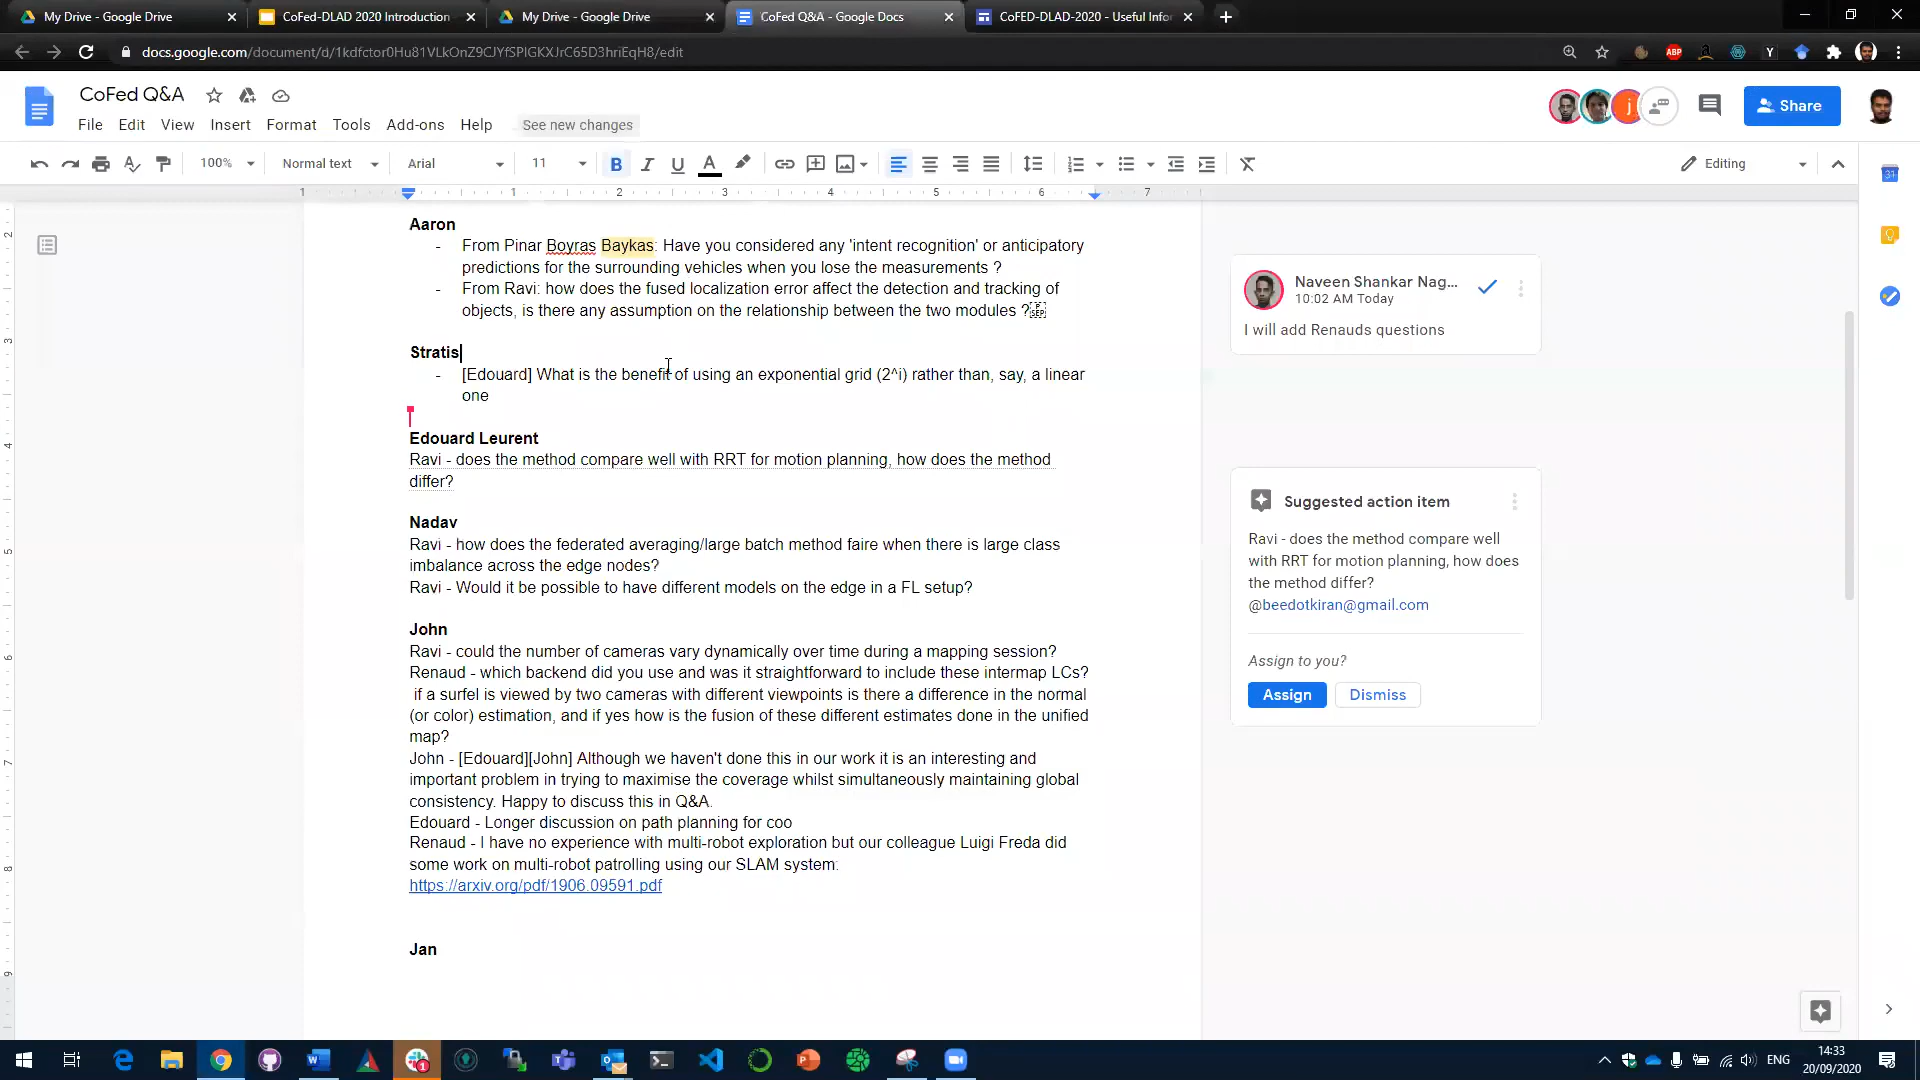 My Drive - Google Drive
CoFed-DLAD 2020 Introduction
My Drive - Google Drive
CoFed Q&A - Google Docs
CoFED-DLAD-2020 - Useful Infor
docs.google.com/document/d/1kdfctor0Hu81VLkOnZ9CJYfSPlGKXJrC65D3hriEqH8/edit
ABP
Y
CoFed Q&A
j
Share
File Edit View Insert Format Tools Add-ons Help See new changes
100% Normal text Arial 11 B I U A Editing
1 1 2 3 4 5 6 7
31
2
3
4
5
6
7
8
9
Aaron
- From Pinar Boyras Baykas: Have you considered any 'intent recognition' or anticipatory
predictions for the surrounding vehicles when you lose the measurements ?
- From Ravi: how does the fused localization error affect the detection and tracking of
objects, is there any assumption on the relationship between the two modules ?
Stratis
- [Edouard] What is the benefit of using an exponential grid (2^i) rather than, say, a linear
one
Edouard Leurent
Ravi - does the method compare well with RRT for motion planning, how does the method
differ?
Nadav
Ravi - how does the federated averaging/large batch method faire when there is large class
imbalance across the edge nodes?
Ravi - Would it be possible to have different models on the edge in a FL setup?
John
Ravi - could the number of cameras vary dynamically over time during a mapping session?
Renaud - which backend did you use and was it straightforward to include these intermap LCs?
if a surfel is viewed by two cameras with different viewpoints is there a difference in the normal
(or color) estimation, and if yes how is the fusion of these different estimates done in the unified
map?
John - [Edouard][John] Although we haven't done this in our work it is an interesting and
important problem in trying to maximise the coverage whilst simultaneously maintaining global
consistency. Happy to discuss this in Q&A.
Edouard - Longer discussion on path planning for coo
Renaud - I have no experience with multi-robot exploration but our colleague Luigi Freda did
some work on multi-robot patrolling using our SLAM system:
https://arxiv.org/pdf/1906.09591.pdf
Jan
Naveen Shankar Nag...
10:02 AM Today
I will add Renauds questions
Suggested action item
Ravi - does the method compare well
with RRT for motion planning, how does
the method differ?
@beedotkiran@gmail.com
Assign to you?
Assign Dismiss
ENG
14:33
20/09/2020